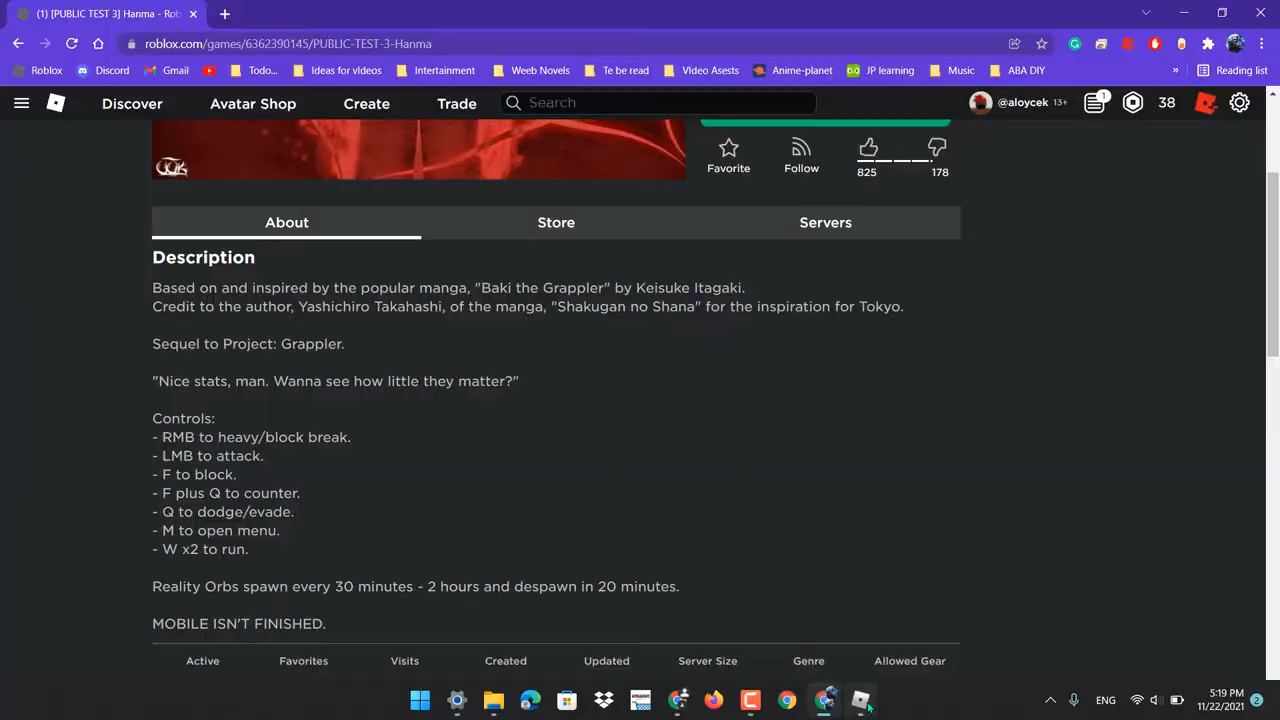 (1) [PUBLIC TEST 3] Hanma - Rob
roblox.com/games/6362390145/PUBLIC-TEST-3-Hanma
Roblox Discord Gmail Todo... Ideas for vIdeos Intertainment Weeb Novels Te be read VIdeo Asests Anime-planet JP learning Music ABA DIY » Reading list
Discover Avatar Shop Create Trade Search @aloycek 13+ 1 38
Favorite Follow 825 178
About Store Servers
Description
Based on and inspired by the popular manga, "Baki the Grappler" by Keisuke Itagaki.
Credit to the author, Yashichiro Takahashi, of the manga, "Shakugan no Shana" for the inspiration for Tokyo.
Sequel to Project: Grappler.
"Nice stats, man. Wanna see how little they matter?"
Controls:
- RMB to heavy/block break.
- LMB to attack.
- F to block.
- F plus Q to counter.
- Q to dodge/evade.
- M to open menu.
- W x2 to run.
Reality Orbs spawn every 30 minutes - 2 hours and despawn in 20 minutes.
MOBILE ISN'T FINISHED.
Active Favorites Visits Created Updated Server Size Genre Allowed Gear
amazon ENG 5:19 PM 2
11/22/2021